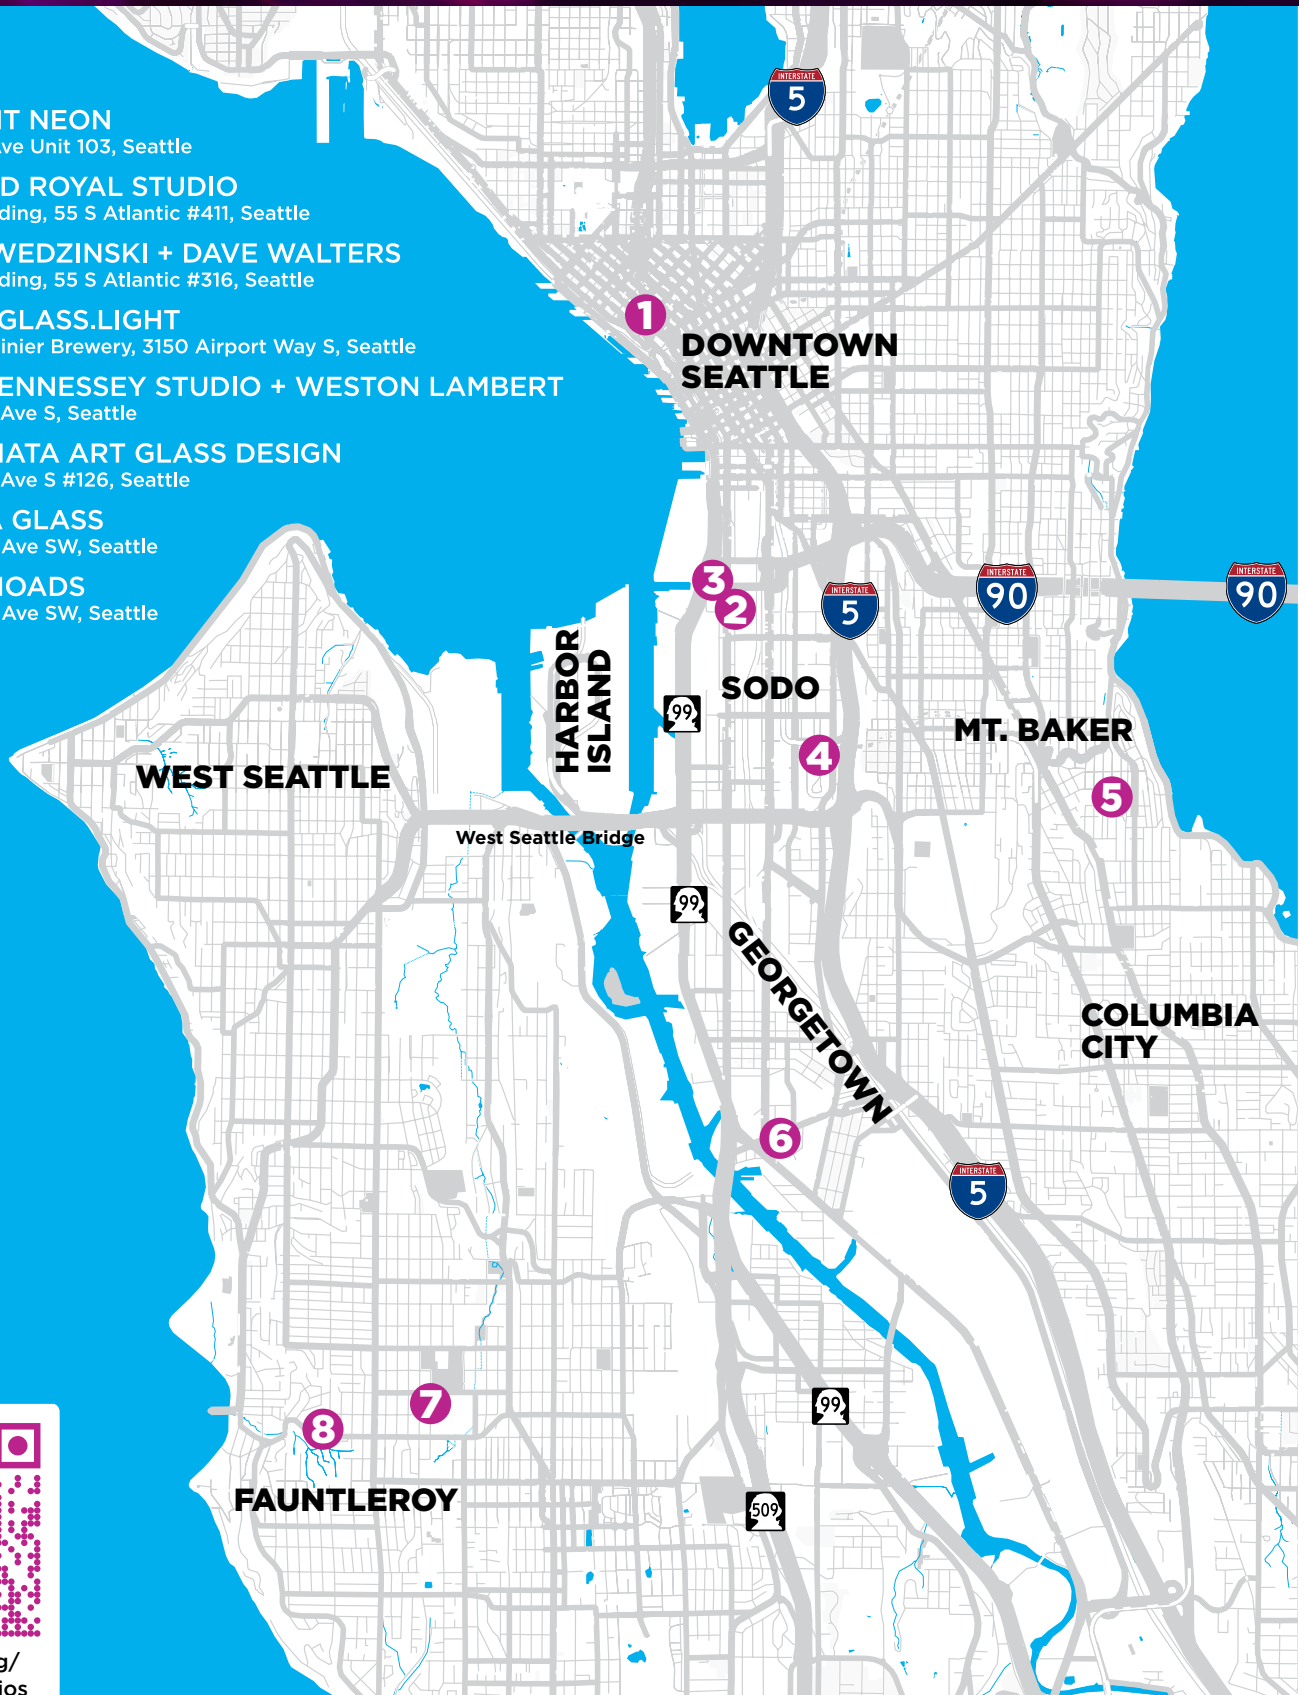 IT NEON
Ave Unit 103, Seattle
D ROYAL STUDIO
ding, 55 S Atlantic #411, Seattle
WEDZINSKI + DAVE WALTERS
ding, 55 S Atlantic #316, Seattle
GLASS.LIGHT
inier Brewery, 3150 Airport Way S, Seattle
ENNESSEY STUDIO + WESTON LAMBERT
Ave S, Seattle
IATA ART GLASS DESIGN
Ave S #126, Seattle
A GLASS
Ave SW, Seattle
HOADS
Ave SW, Seattle
INTERSTATE
5
1
DOWNTOWN
SEATTLE
3
2
INTERSTATE
5
INTERSTATE
90
INTERSTATE
90
HARBOR
ISLAND
SODO
99
MT. BAKER
4
WEST SEATTLE
5
West Seattle Bridge
99
GEORGETOWN
COLUMBIA
CITY
6
INTERSTATE
5
7
8
99
FAUNTLEROY
509
g/
ios